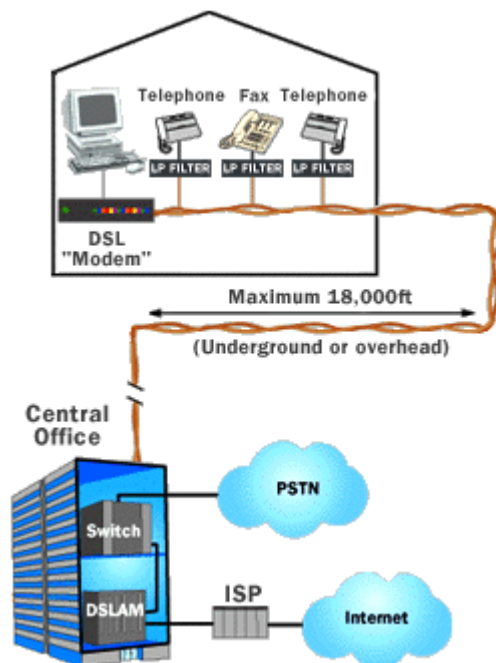 Telephone Fax Telephone
LP FILTER LP FILTER LP FILTER
DSL
"Modem"
Maximum 18,000ft
(Underground or overhead)
Central
Office
PSTN
Switch
ISP
DSLAM
Internet